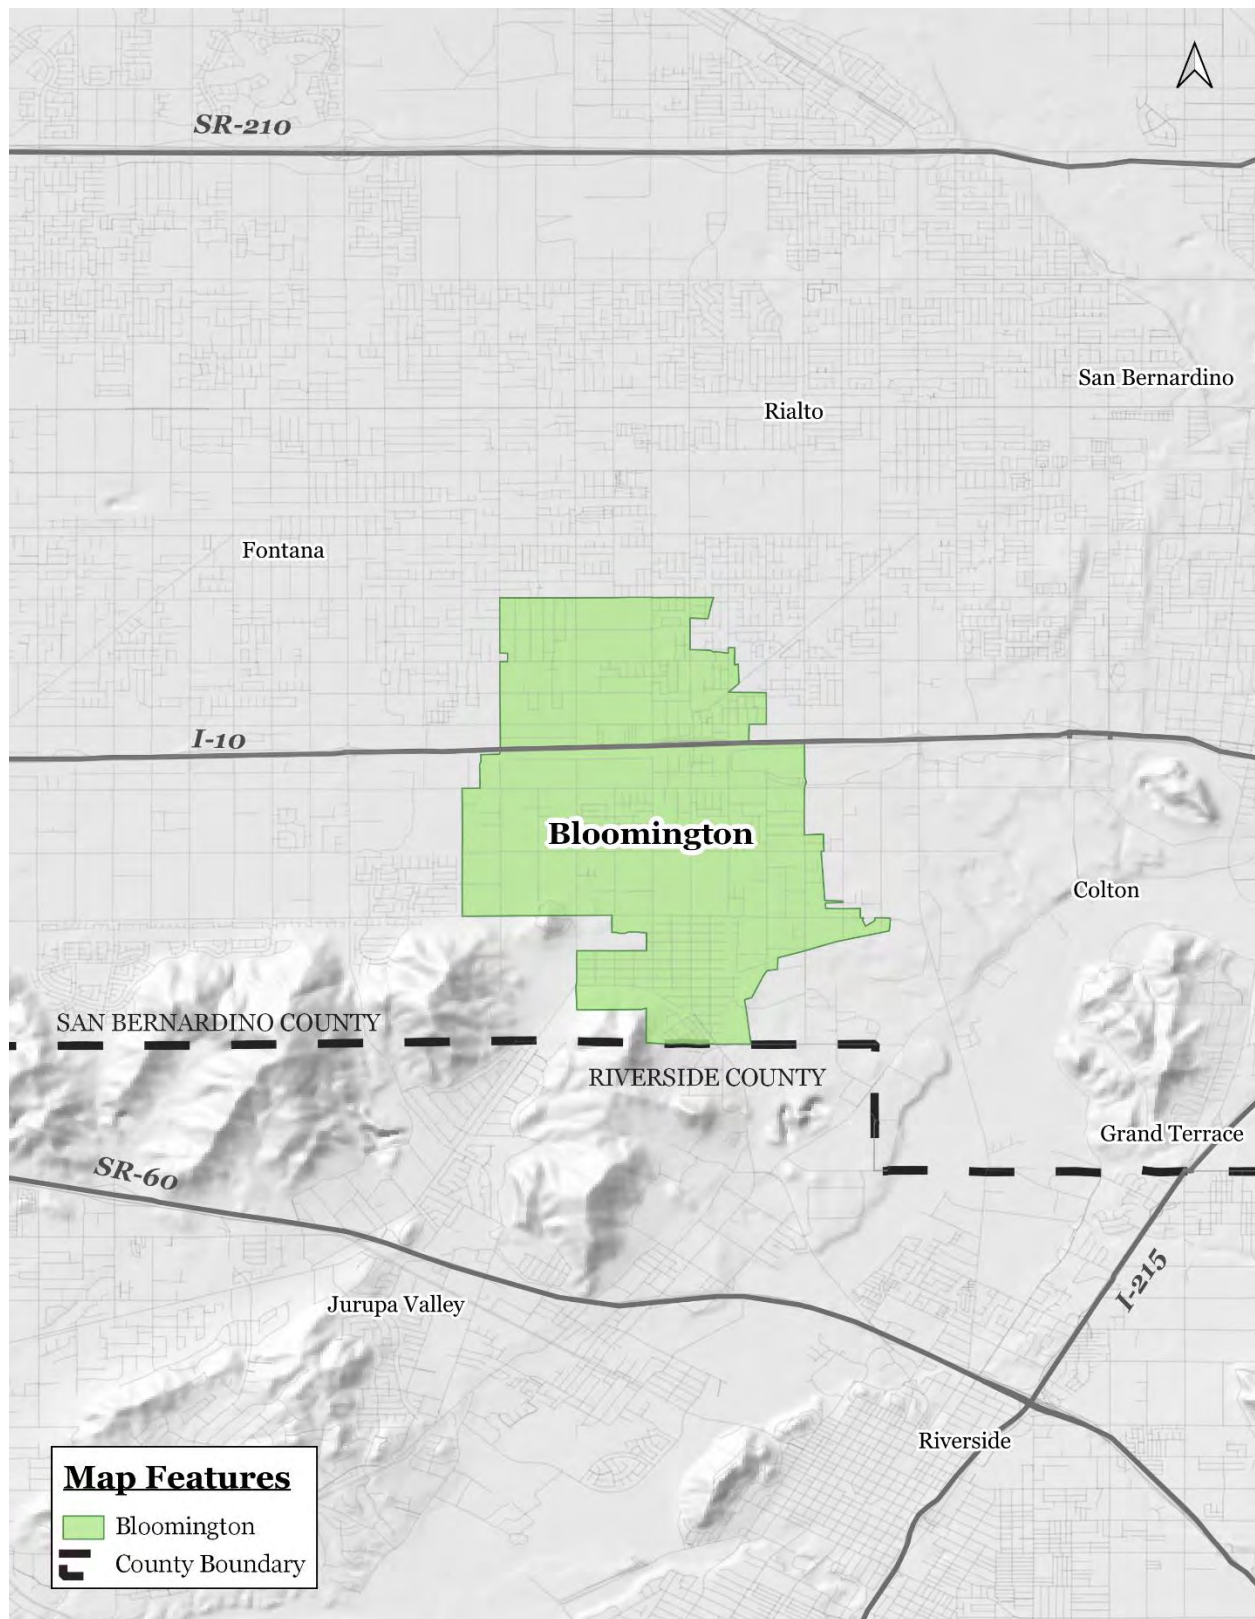 SR-210
San Bernardino
Rialto
Fontana
I-10
Bloomington
Colton
SAN BERNARDINO COUNTY
RIVERSIDE COUNTY
Grand Terrace
SR-60
I-215
Jurupa Valley
Riverside
Map Features
Bloomington
County Boundary